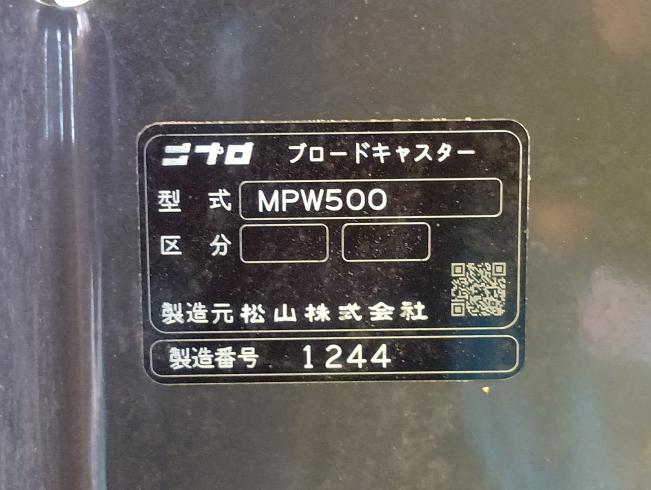 ニプロ ブロードキャスター
型式 MPW500
区分
製造元 松山株式会社
製造番号 1244